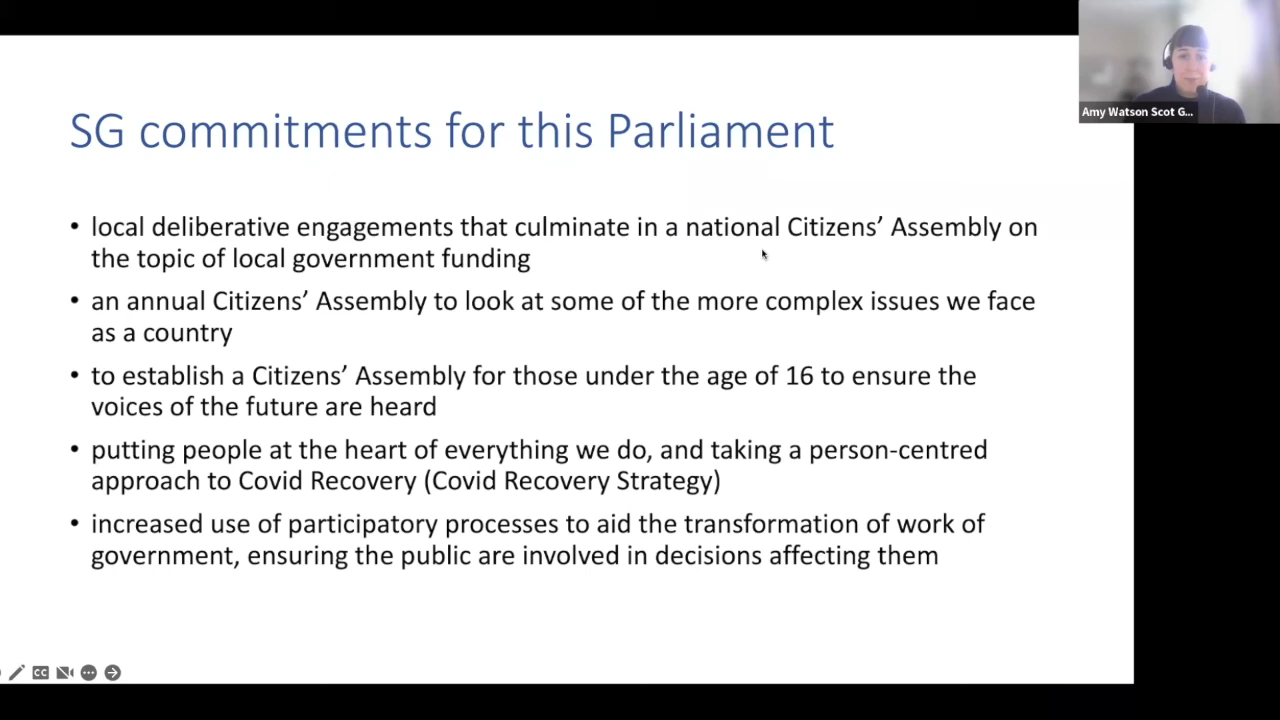 SG commitments for this Parliament
Amy Watson Scot G...
• local deliberative engagements that culminate in a national Citizens’ Assembly on
the topic of local government funding
• an annual Citizens’ Assembly to look at some of the more complex issues we face
as a country
• to establish a Citizens’ Assembly for those under the age of 16 to ensure the
voices of the future are heard
• putting people at the heart of everything we do, and taking a person-centred
approach to Covid Recovery (Covid Recovery Strategy)
• increased use of participatory processes to aid the transformation of work of
government, ensuring the public are involved in decisions affecting them
CC